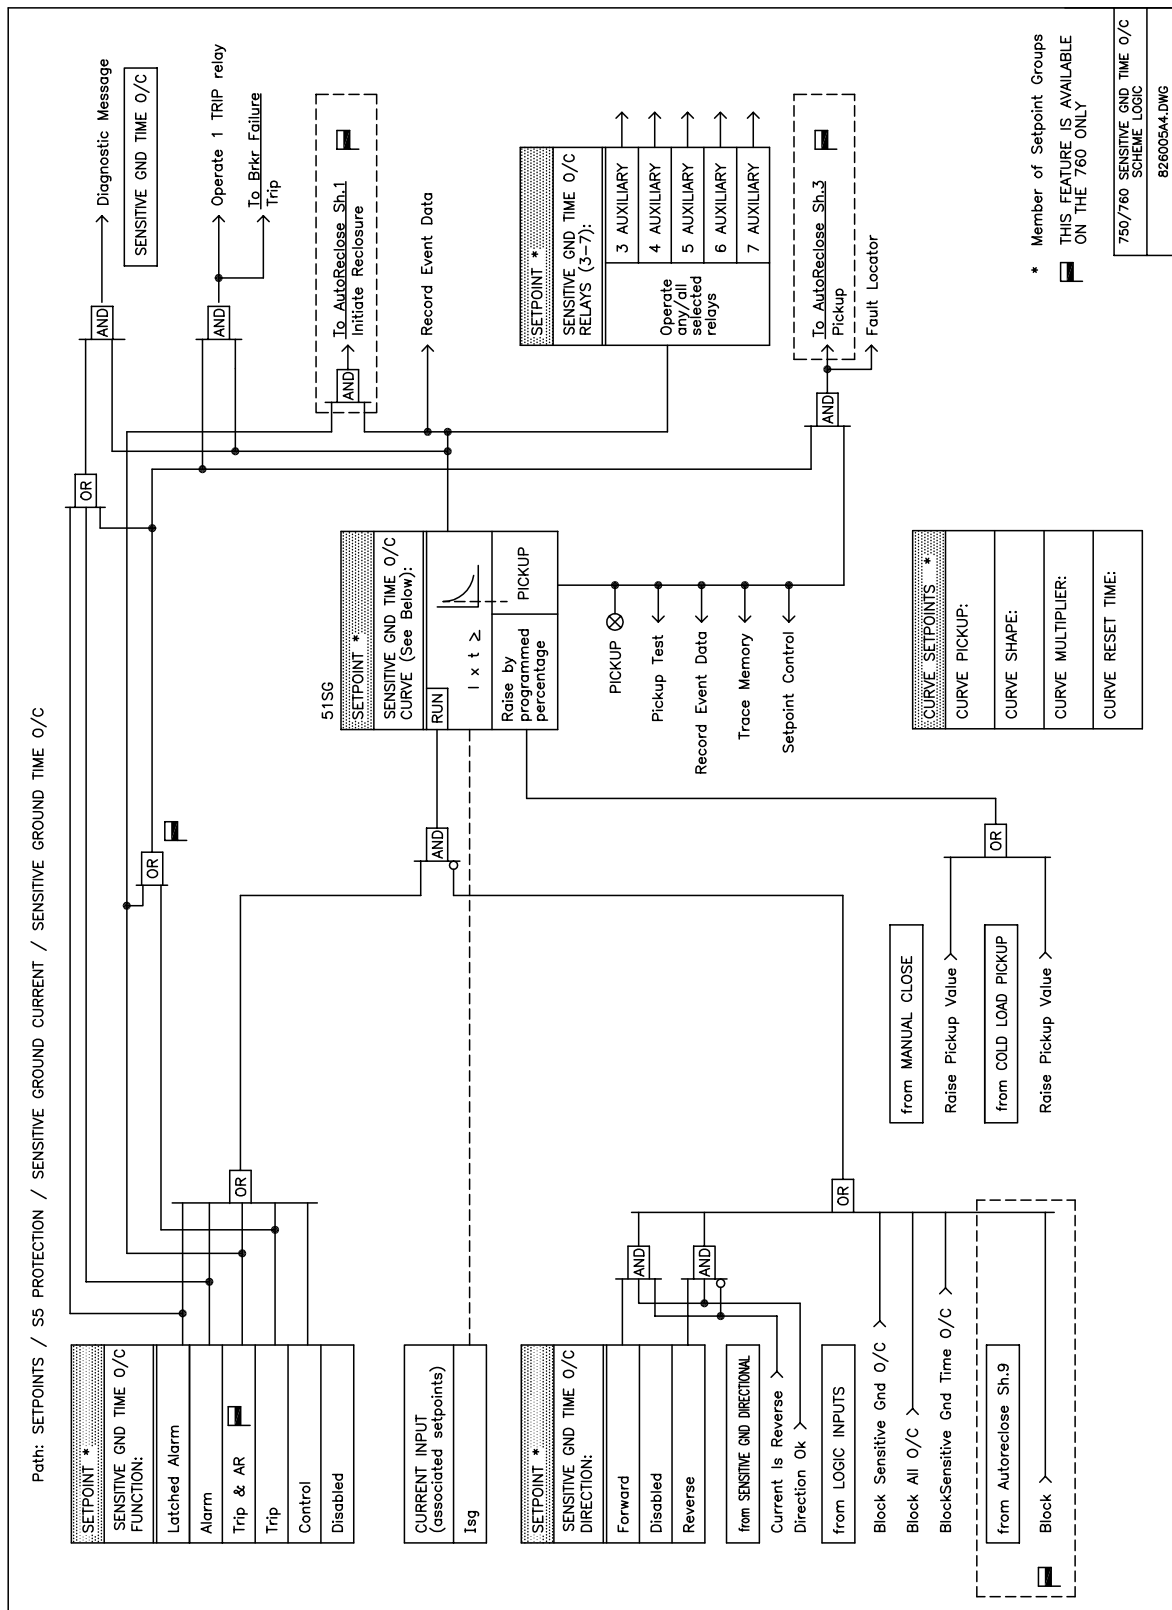 Path: SETPOINTS / S5 PROTECTION / SENSITIVE GROUND CURRENT / SENSITIVE GROUND TIME O/C
SETPOINT *
SENSITIVE GND TIME O/C
FUNCTION:
Latched Alarm
Alarm
Trip & AR
Trip
Control
Disabled
OR
CURRENT INPUT
(associated setpoints)
Isg
SETPOINT *
SENSITIVE GND TIME O/C
DIRECTION:
Forward
Disabled
Reverse
AND
AND
from SENSITIVE GND DIRECTIONAL
Current Is Reverse
Direction Ok
from LOGIC INPUTS
Block Sensitive Gnd O/C
Block All O/C
BlockSensitive Gnd Time O/C
OR
from Autoreclose Sh.9
Block
OR
AND
from MANUAL CLOSE
Raise Pickup Value
from COLD LOAD PICKUP
Raise Pickup Value
OR
51SG
SETPOINT *
SENSITIVE GND TIME O/C
CURVE (See Below):
RUN
I x t ≥
Raise by
programmed
percentage
PICKUP
PICKUP
Pickup Test
Record Event Data
Trace Memory
Setpoint Control
CURVE SETPOINTS *
CURVE PICKUP:
CURVE SHAPE:
CURVE MULTIPLIER:
CURVE RESET TIME:
OR
AND
Diagnostic Message
SENSITIVE GND TIME O/C
AND
Operate 1 TRIP relay
To Brkr Failure
Trip
AND
To AutoReclose Sh.1
Initiate Reclosure
Record Event Data
SETPOINT *
SENSITIVE GND TIME O/C
RELAYS (3-7):
Operate
any/all
selected
relays
3 AUXILIARY
4 AUXILIARY
5 AUXILIARY
6 AUXILIARY
7 AUXILIARY
AND
To AutoReclose Sh.3
Pickup
Fault Locator
* Member of Setpoint Groups
THIS FEATURE IS AVAILABLE
ON THE 760 ONLY
750/760 SENSITIVE GND TIME O/C
SCHEME LOGIC
826005A4.DWG